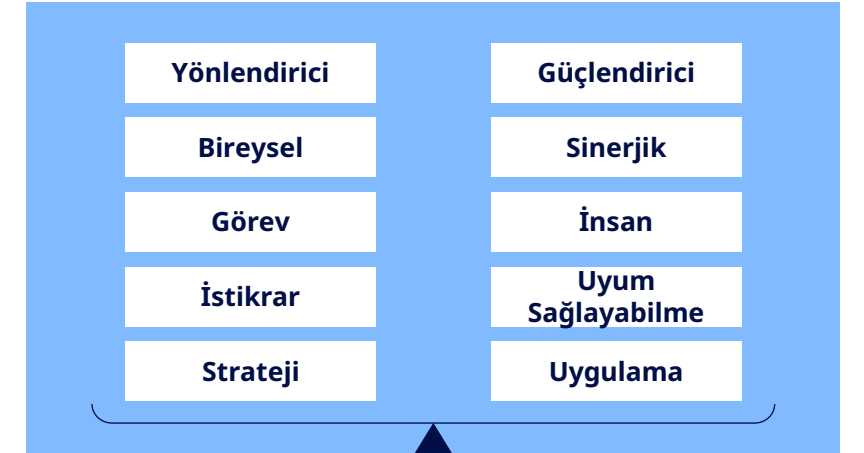 Yönlendirici
Güçlendirici
Bireysel
Sinerjik
Görev
İnsan
İstikrar
Uyum
Sağlayabilme
Strateji
Uygulama